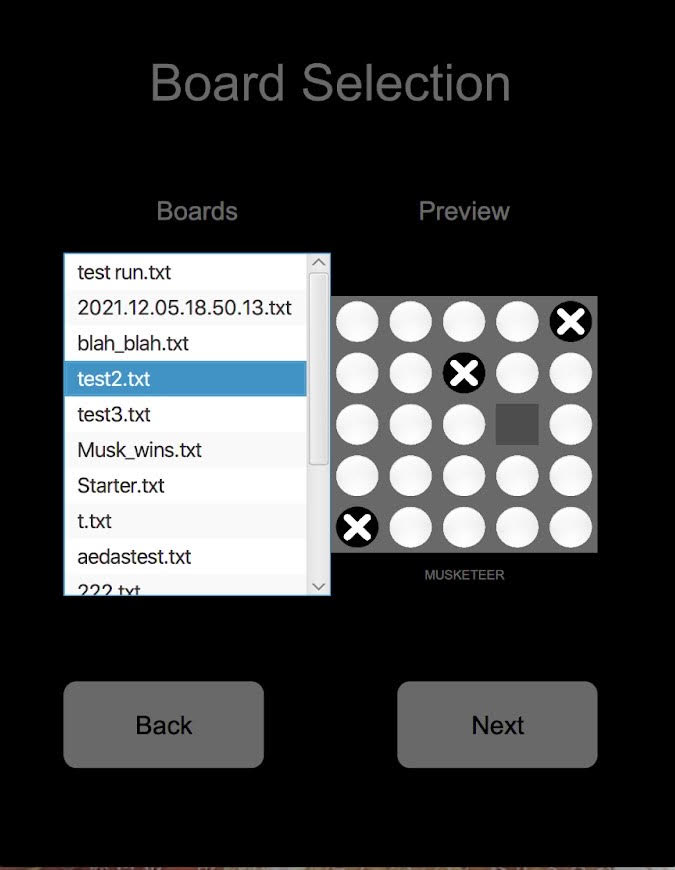 Board Selection
Boards
Preview
test run.txt
2021.12.05.18.50.13.txt
blah_blah.txt
test2.txt
test3.txt
Musk_wins.txt
Starter.txt
t.txt
aedastest.txt
222.txt
MUSKETEER
Back
Next